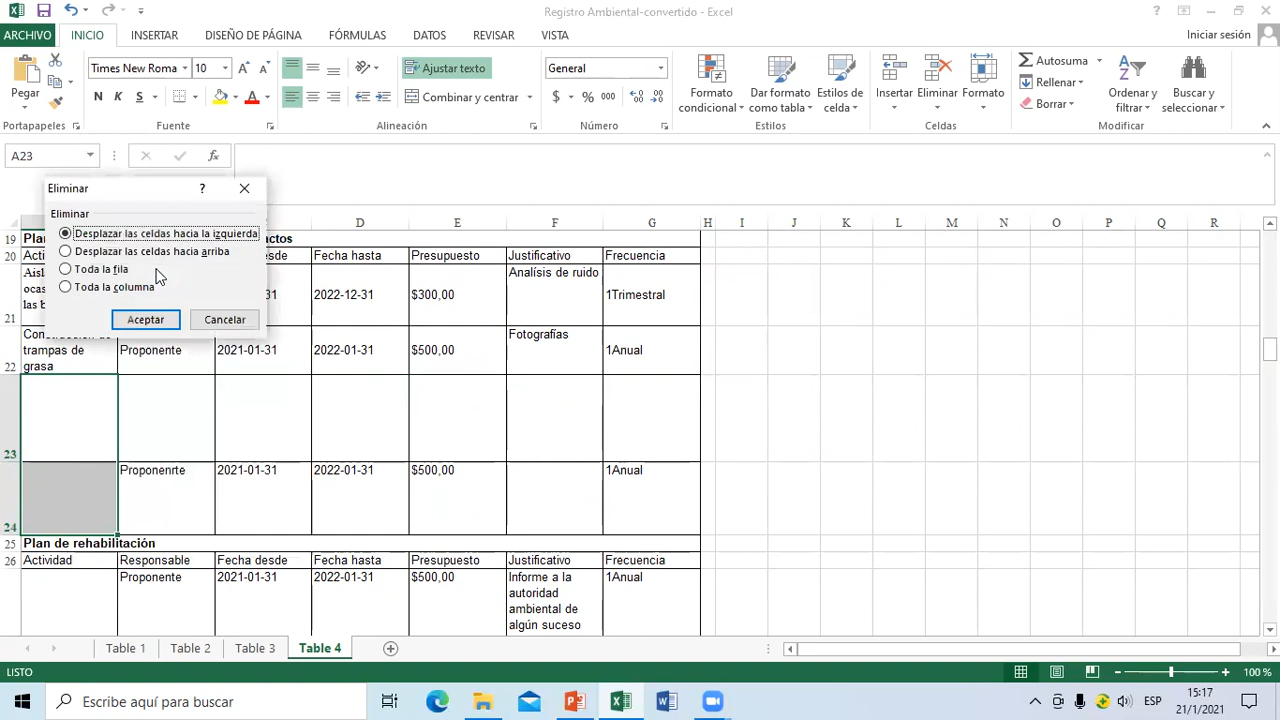 Registro Ambiental-convertido - Excel
ARCHIVO INICIO INSERTAR DISEÑO DE PÁGINA FÓRMULAS DATOS REVISAR VISTA Iniciar sesión
Pegar
Times New Roma 10
N K S
Ajustar texto
Combinar y centrar
General
$ % 000
Formato condicional
Dar formato como tabla
Estilos de celda
Insertar
Eliminar
Formato
Autosuma
Rellenar
Borrar
Ordenar y filtrar
Buscar y seleccionar
Portapapeles Fuente Alineación Número Estilos Celdas Modificar
A23
Eliminar
Eliminar
Desplazar las celdas hacia la izquierda
Desplazar las celdas hacia arriba
Toda la fila
Toda la columna
Aceptar Cancelar
D E F G H I J K L M N O P Q R
19 Plan ctos
20 Acti sde Fecha hasta Presupuesto Justificativo Frecuencia
21 Aisl ocas las b 31 2022-12-31 $300,00 Analísis de ruido 1Trimestral
22 Construcción de trampas de grasa Proponente 2021-01-31 2022-01-31 $500,00 Fotografías 1Anual
23
24 Proponenrte 2021-01-31 2022-01-31 $500,00 1Anual
25 Plan de rehabilitación
26 Actividad Responsable Fecha desde Fecha hasta Presupuesto Justificativo Frecuencia
Proponente 2021-01-31 2022-01-31 $500,00 Informe a la autoridad ambiental de algún suceso 1Anual
Table 1 Table 2 Table 3 Table 4
LISTO 100 %
Escribe aquí para buscar
ESP
15:17
21/1/2021